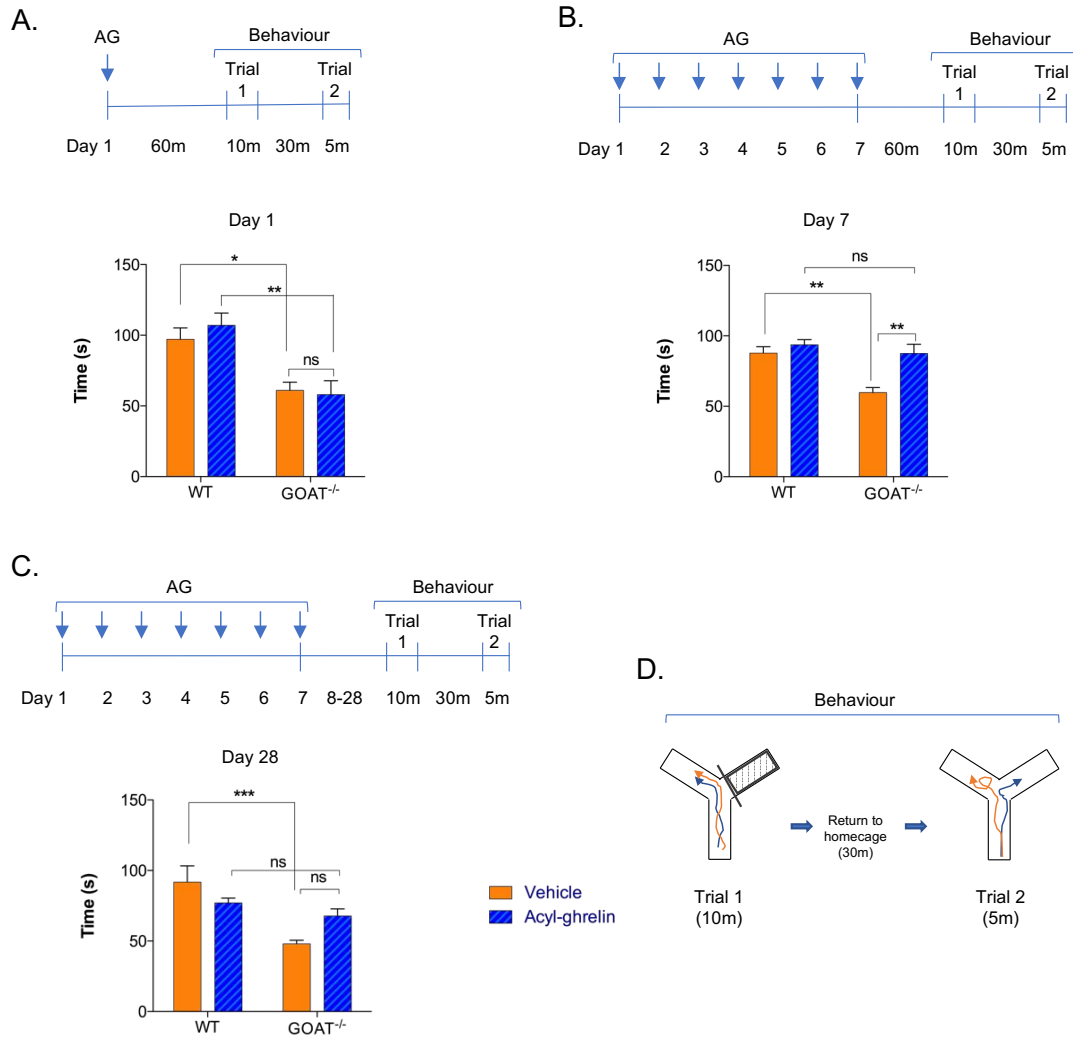 A.
AG
Behaviour
Trial 1
Trial 2
Day 1 60m 10m 30m 5m
Day 1
Time (s)
150
100
50
0
*
**
ns
WT
GOAT-/-
B.
AG
Behaviour
Trial 1
Trial 2
Day 1 2 3 4 5 6 7 60m 10m 30m 5m
Day 7
Time (s)
150
100
50
0
ns
**
**
WT
GOAT-/-
C.
AG
Behaviour
Trial 1
Trial 2
Day 1 2 3 4 5 6 7 8-28 10m 30m 5m
Day 28
Time (s)
150
100
50
0
***
ns
ns
WT
GOAT-/-
Vehicle
Acyl-ghrelin
D.
Behaviour
Return to
homecage
(30m)
Trial 1
(10m)
Trial 2
(5m)